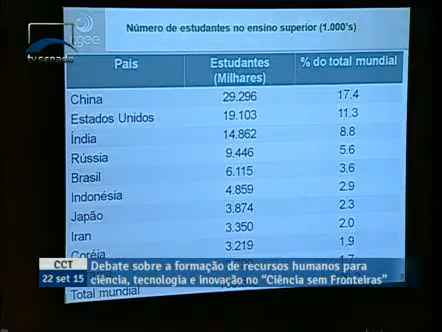 cgee
tv senado
Número de estudantes no ensino superior (1.000's)
País Estudantes (Milhares) % do total mundial
China 29.296 17.4
Estados Unidos 19.103 11.3
Índia 14.862 8.8
Rússia 9.446 5.6
Brasil 6.115 3.6
Indonésia 4.859 2.9
Japão 3.874 2.3
Iran 3.350 2.0
Coréia 3.219 1.9
CCT Debate sobre a formação de recursos humanos para
22 set 15 ciência, tecnologia e inovação no "Ciência sem Fronteiras"
Total mundial